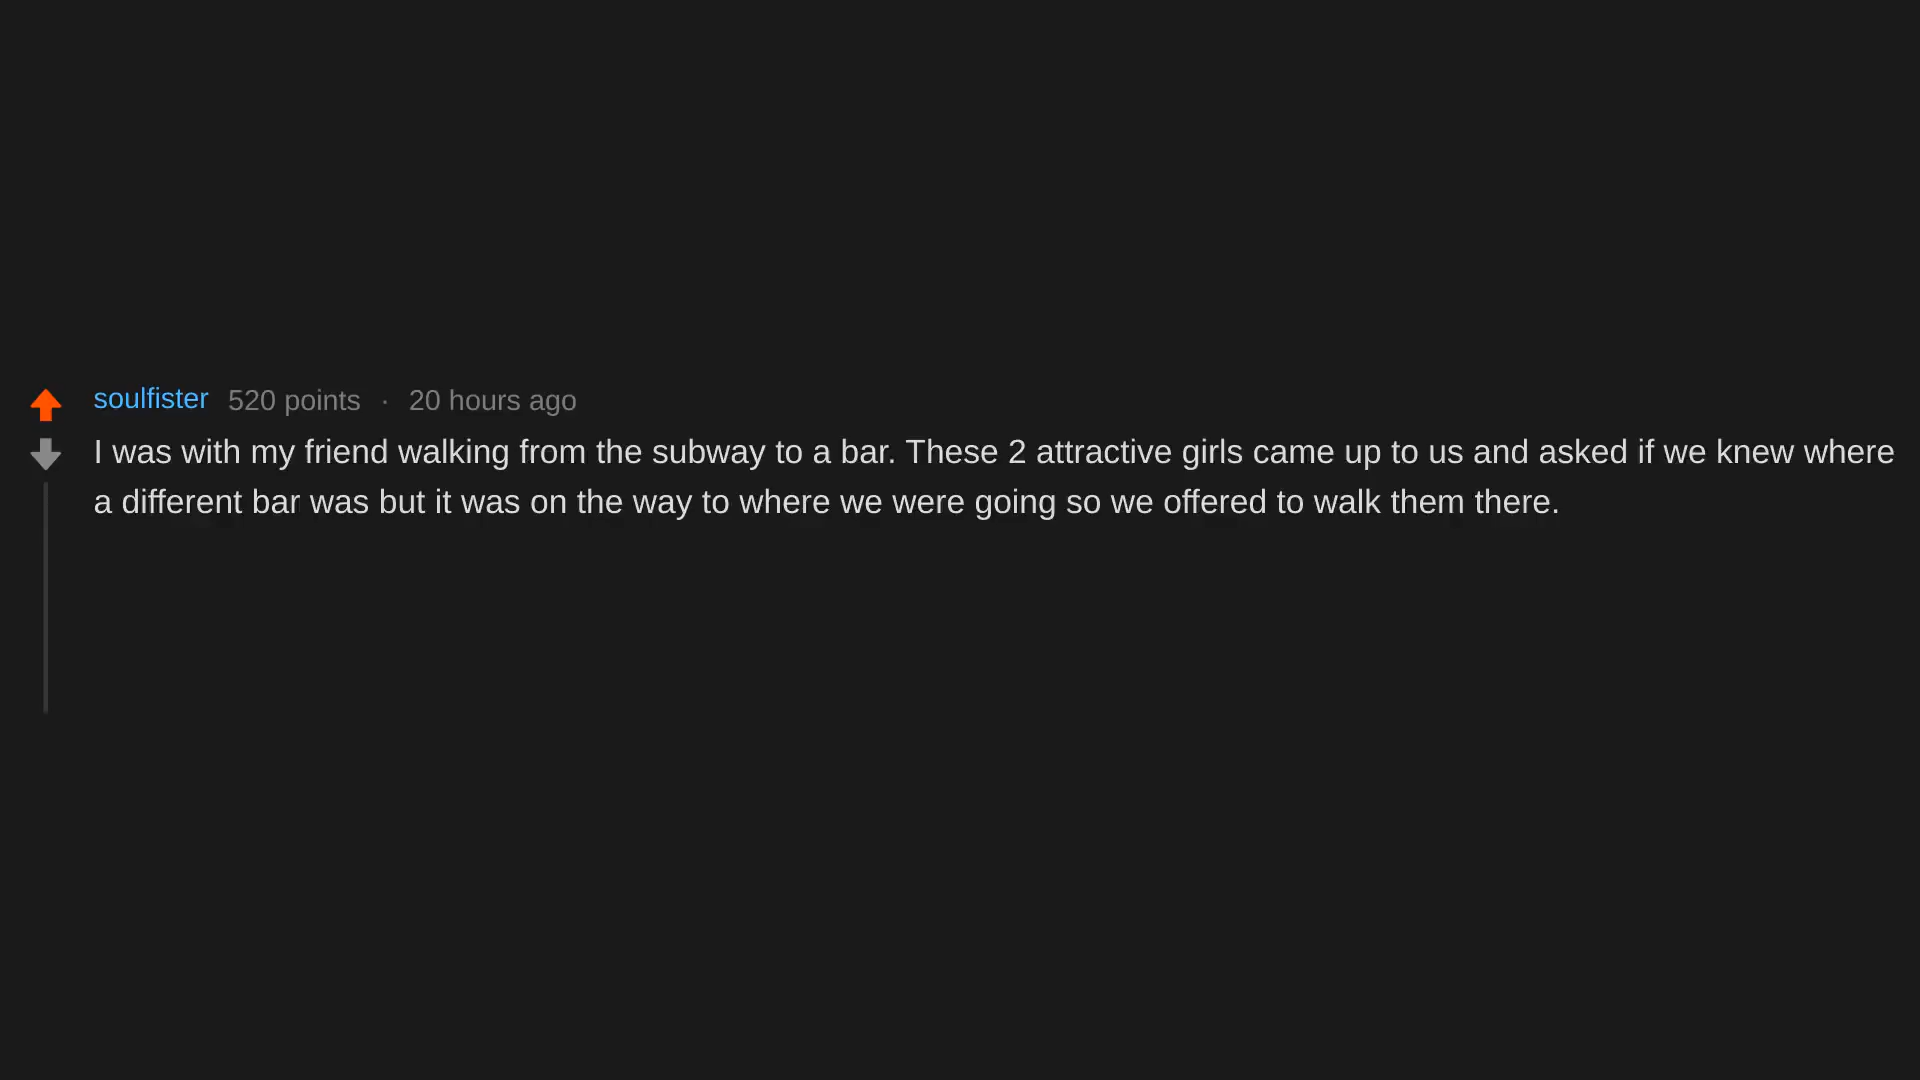 soulfister 520 points · 20 hours ago
I was with my friend walking from the subway to a bar. These 2 attractive girls came up to us and asked if we knew where
a different bar was but it was on the way to where we were going so we offered to walk them there.